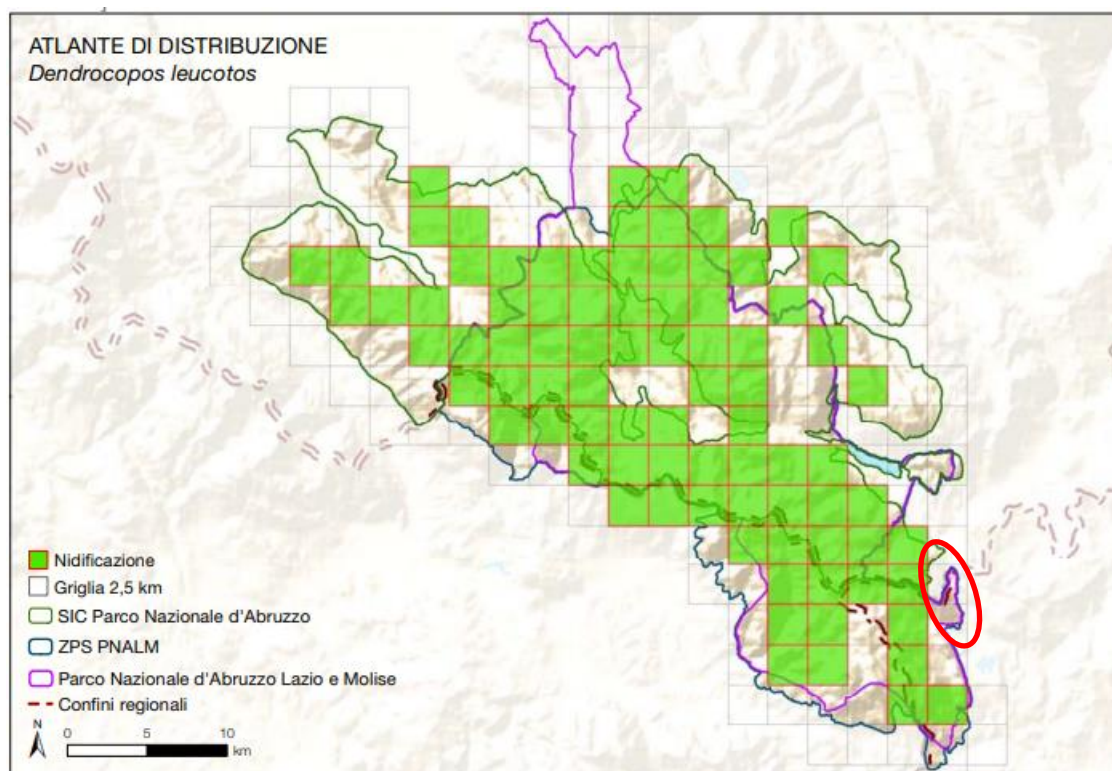 ATLANTE DI DISTRIBUZIONE
Dendrocopos leucotos
Nidificazione
Griglia 2,5 km
SIC Parco Nazionale d'Abruzzo
ZPS PNALM
Parco Nazionale d'Abruzzo Lazio e Molise
Confini regionali
N
0 5 10
km